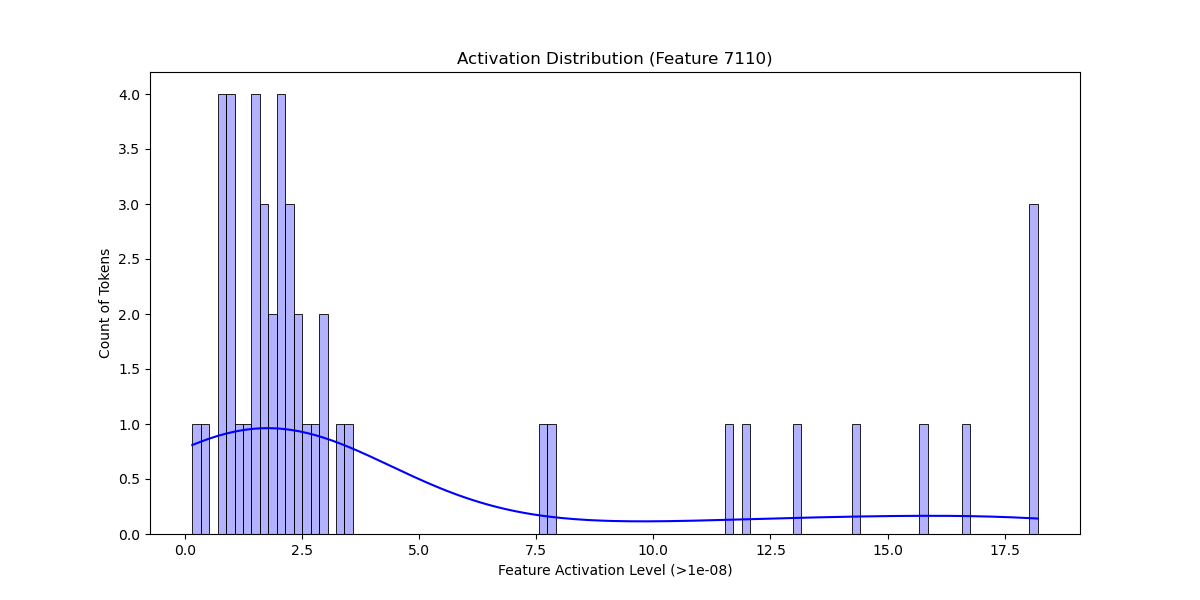 Activation Distribution (Feature 7110)
Count of Tokens
4.0
3.5
3.0
2.5
2.0
1.5
1.0
0.5
0.0
0.0 2.5 5.0 7.5 10.0 12.5 15.0 17.5
Feature Activation Level (>1e-08)